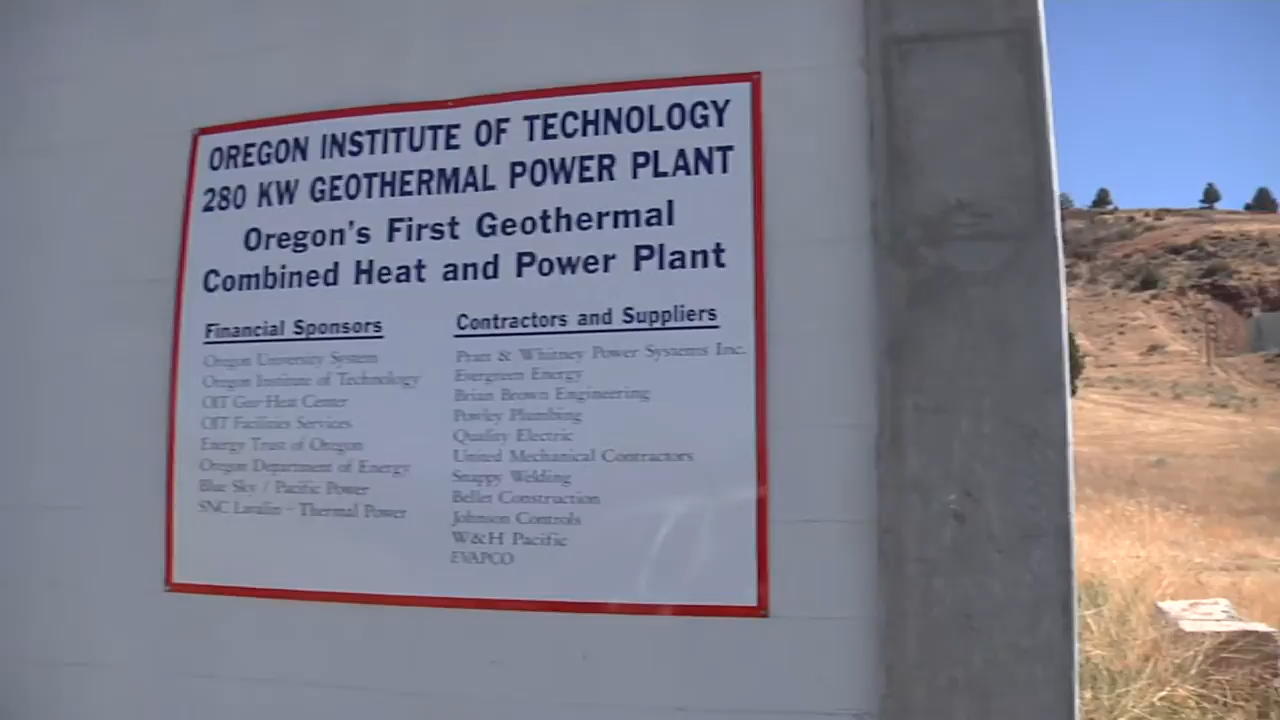 OREGON INSTITUTE OF TECHNOLOGY
280 KW GEOTHERMAL POWER PLANT
Oregon's First Geothermal
Combined Heat and Power Plant
Financial Sponsors
Oregon University System
Oregon Institute of Technology
OIT Geo-Heat Center
OIT Facilities Services
Energy Trust of Oregon
Oregon Department of Energy
Blue Sky / Pacific Power
SNC Lavalin - Thermal Power
Contractors and Suppliers
Pratt & Whitney Power Systems Inc.
Evergreen Energy
Brian Brown Engineering
Powley Plumbing
Quality Electric
United Mechanical Contractors
Snappy Welding
Bellet Construction
Johnson Controls
W&H Pacific
EVAPCO